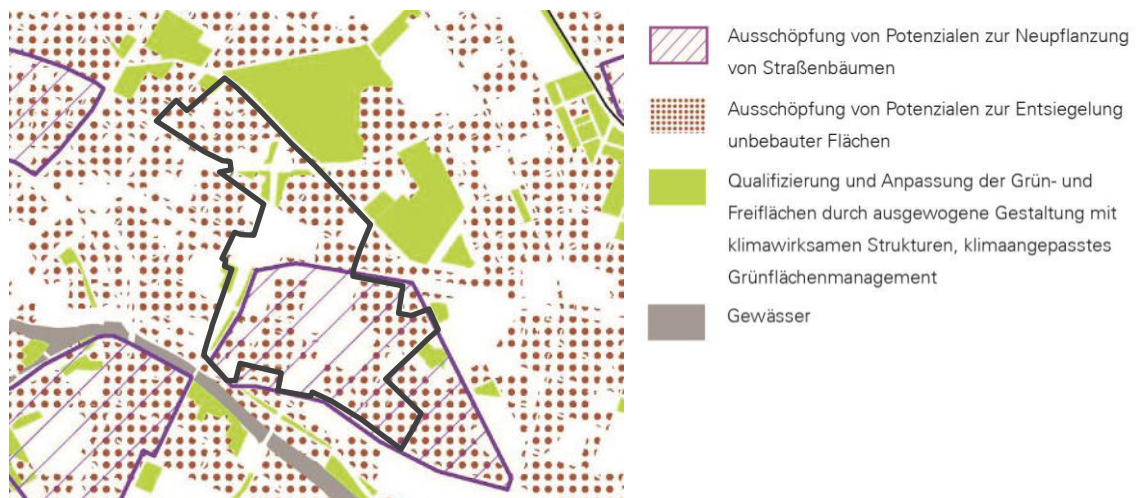 Ausschöpfung von Potenzialen zur Neupflanzung
von Straßenbäumen
Ausschöpfung von Potenzialen zur Entsiegelung
unbebauter Flächen
Qualifizierung und Anpassung der Grün- und
Freiflächen durch ausgewogene Gestaltung mit
klimawirksamen Strukturen, klimaangepasstes
Grünflächenmanagement
Gewässer